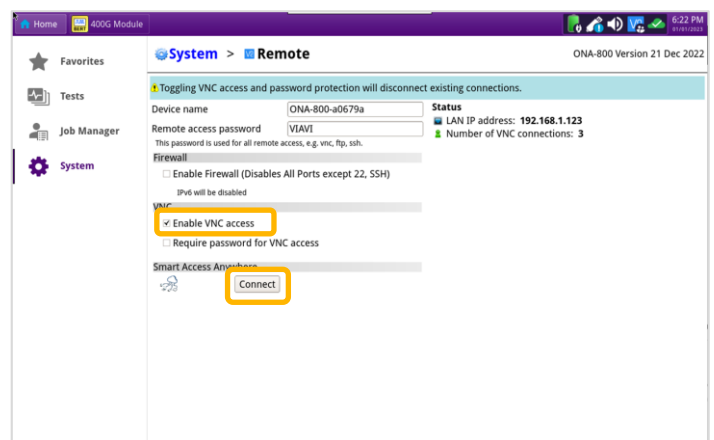 Home
400G Module
6:22 PM
01/01/2023
Favorites
Tests
Job Manager
System
System > Remote
ONA-800 Version 21 Dec 2022
Toggling VNC access and password protection will disconnect existing connections.
Device name ONA-800-a0679a
Remote access password VIAVI
This password is used for all remote access, e.g. vnc, ftp, ssh.
Firewall
Enable Firewall (Disables All Ports except 22, SSH)
IPv6 will be disabled
VNC
Enable VNC access
Require password for VNC access
Smart Access Anywhere
Connect
Status
LAN IP address: 192.168.1.123
Number of VNC connections: 3